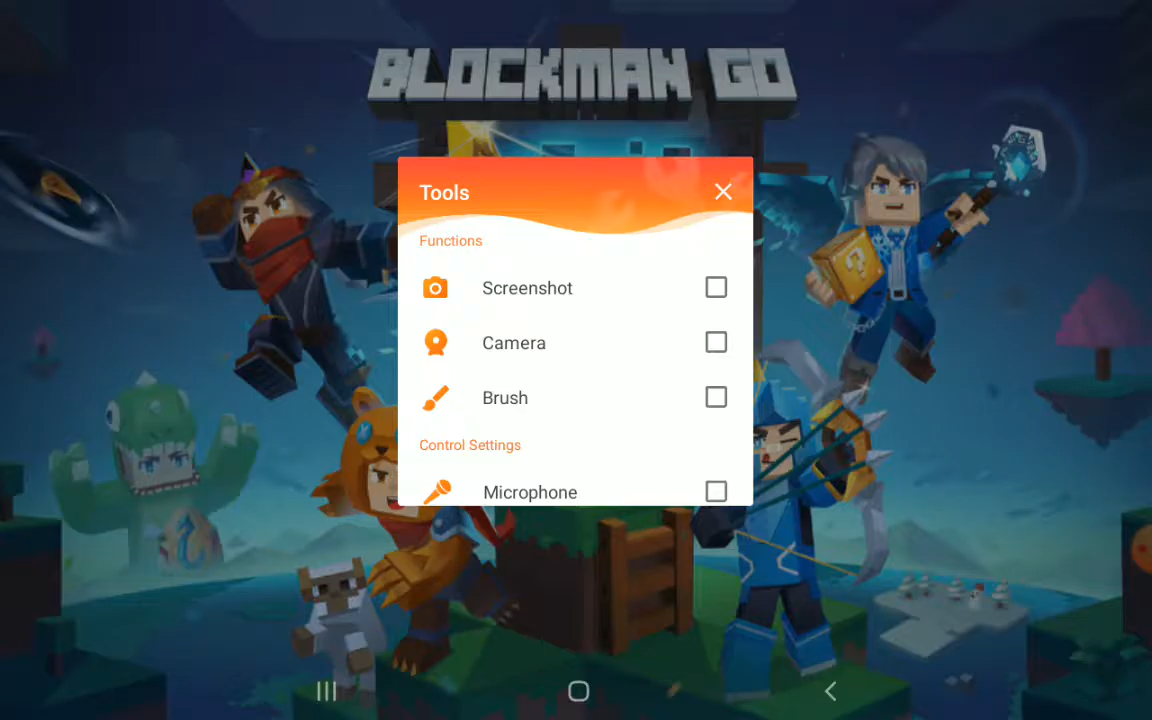 BLOCKMAN GO
Tools
Functions
Screenshot
Camera
Brush
Control Settings
Microphone